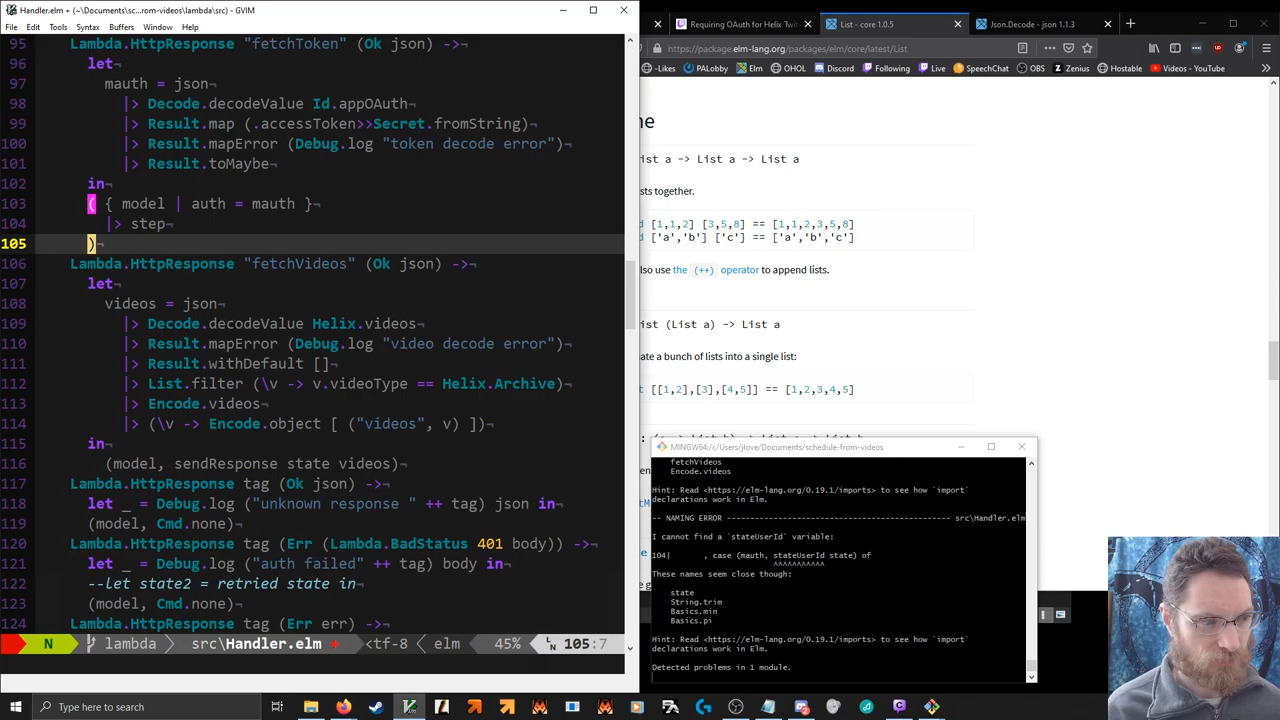 Handler.elm + (~\Documents\sc...rom-videos\lambda\src) - GVIM
File Edit Tools Syntax Buffers Window Help
95 Lambda.HttpResponse "fetchToken" (Ok json) ->¬
96 let¬
97 mauth = json¬
98 |> Decode.decodeValue Id.appOAuth¬
99 |> Result.map (.accessToken>>Secret.fromString)¬
100 |> Result.mapError (Debug.log "token decode error")¬
101 |> Result.toMaybe¬
102 in¬
103 ( { model | auth = mauth }¬
104 |> step¬
105 )¬
106 Lambda.HttpResponse "fetchVideos" (Ok json) ->¬
107 let¬
108 videos = json¬
109 |> Decode.decodeValue Helix.videos¬
110 |> Result.mapError (Debug.log "video decode error")¬
111 |> Result.withDefault []¬
112 |> List.filter (\v -> v.videoType == Helix.Archive)¬
113 |> Encode.videos¬
114 |> (\v -> Encode.object [ ("videos", v) ])¬
115 in¬
116 (model, sendResponse state videos)¬
117 Lambda.HttpResponse tag (Ok json) ->¬
118 let _ = Debug.log ("unknown response " ++ tag) json in¬
119 (model, Cmd.none)¬
120 Lambda.HttpResponse tag (Err (Lambda.BadStatus 401 body)) ->¬
121 let _ = Debug.log ("auth failed" ++ tag) body in¬
122 --let state2 = retried state in¬
123 (model, Cmd.none)¬
124 Lambda.HttpResponse tag (Err err) ->¬
N lambda src\Handler.elm + <tf-8 < elm 45% 105:7
Requiring OAuth for Helix Twit
List - core 1.0.5
Json.Decode - json 1.1.3
https://package.elm-lang.org/packages/elm/core/latest/List
-Likes PALobby Elm OHOL Discord Following Live SpeechChat OBS Zenius Hostable Videos - YouTube
ne
ist a -> List a -> List a
ists together.
d [1,1,2] [3,5,8] == [1,1,2,3,5,8]
d ['a','b'] ['c'] == ['a','b','c']
also use the (++) operator to append lists.
ist (List a) -> List a
ate a bunch of lists into a single list:
t [[1,2],[3],[4,5]] == [1,2,3,4,5]
MINGW64:/c/Users/jlove/Documents/schedule-from-videos
fetchVideos
Encode.videos
Hint: Read <https://elm-lang.org/0.19.1/imports> to see how `import`
declarations work in Elm.
-- NAMING ERROR ---------------------------------------------- src\Handler.elm
I cannot find a `stateUserId` variable:
104| , case (mauth, stateUserId state) of
^^^^^^^^^^^
These names seem close though:
state
String.trim
Basics.min
Basics.pi
Hint: Read <https://elm-lang.org/0.19.1/imports> to see how `import`
declarations work in Elm.
Detected problems in 1 module.
Type here to search